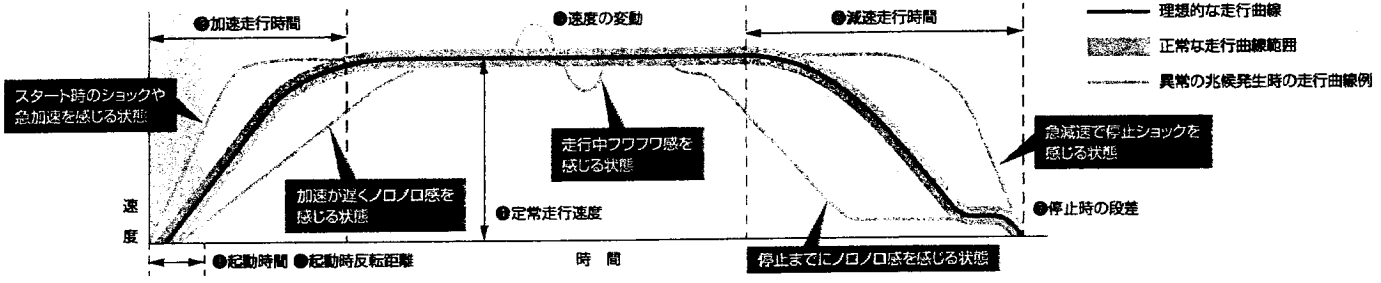 ●加速走行時間
●速度の変動
●減速走行時間
理想的な走行曲線
正常な走行曲線範囲
異常の兆候発生時の走行曲線例
スタート時のショックや
急加速を感じる状態
走行中フワフワ感を
感じる状態
急減速で停止ショックを
感じる状態
加速が遅くノロノロ感を
感じる状態
速度
●定常走行速度
●停止時の段差
●起動時間 ●起動時反転距離
時間
停止までにノロノロ感を感じる状態